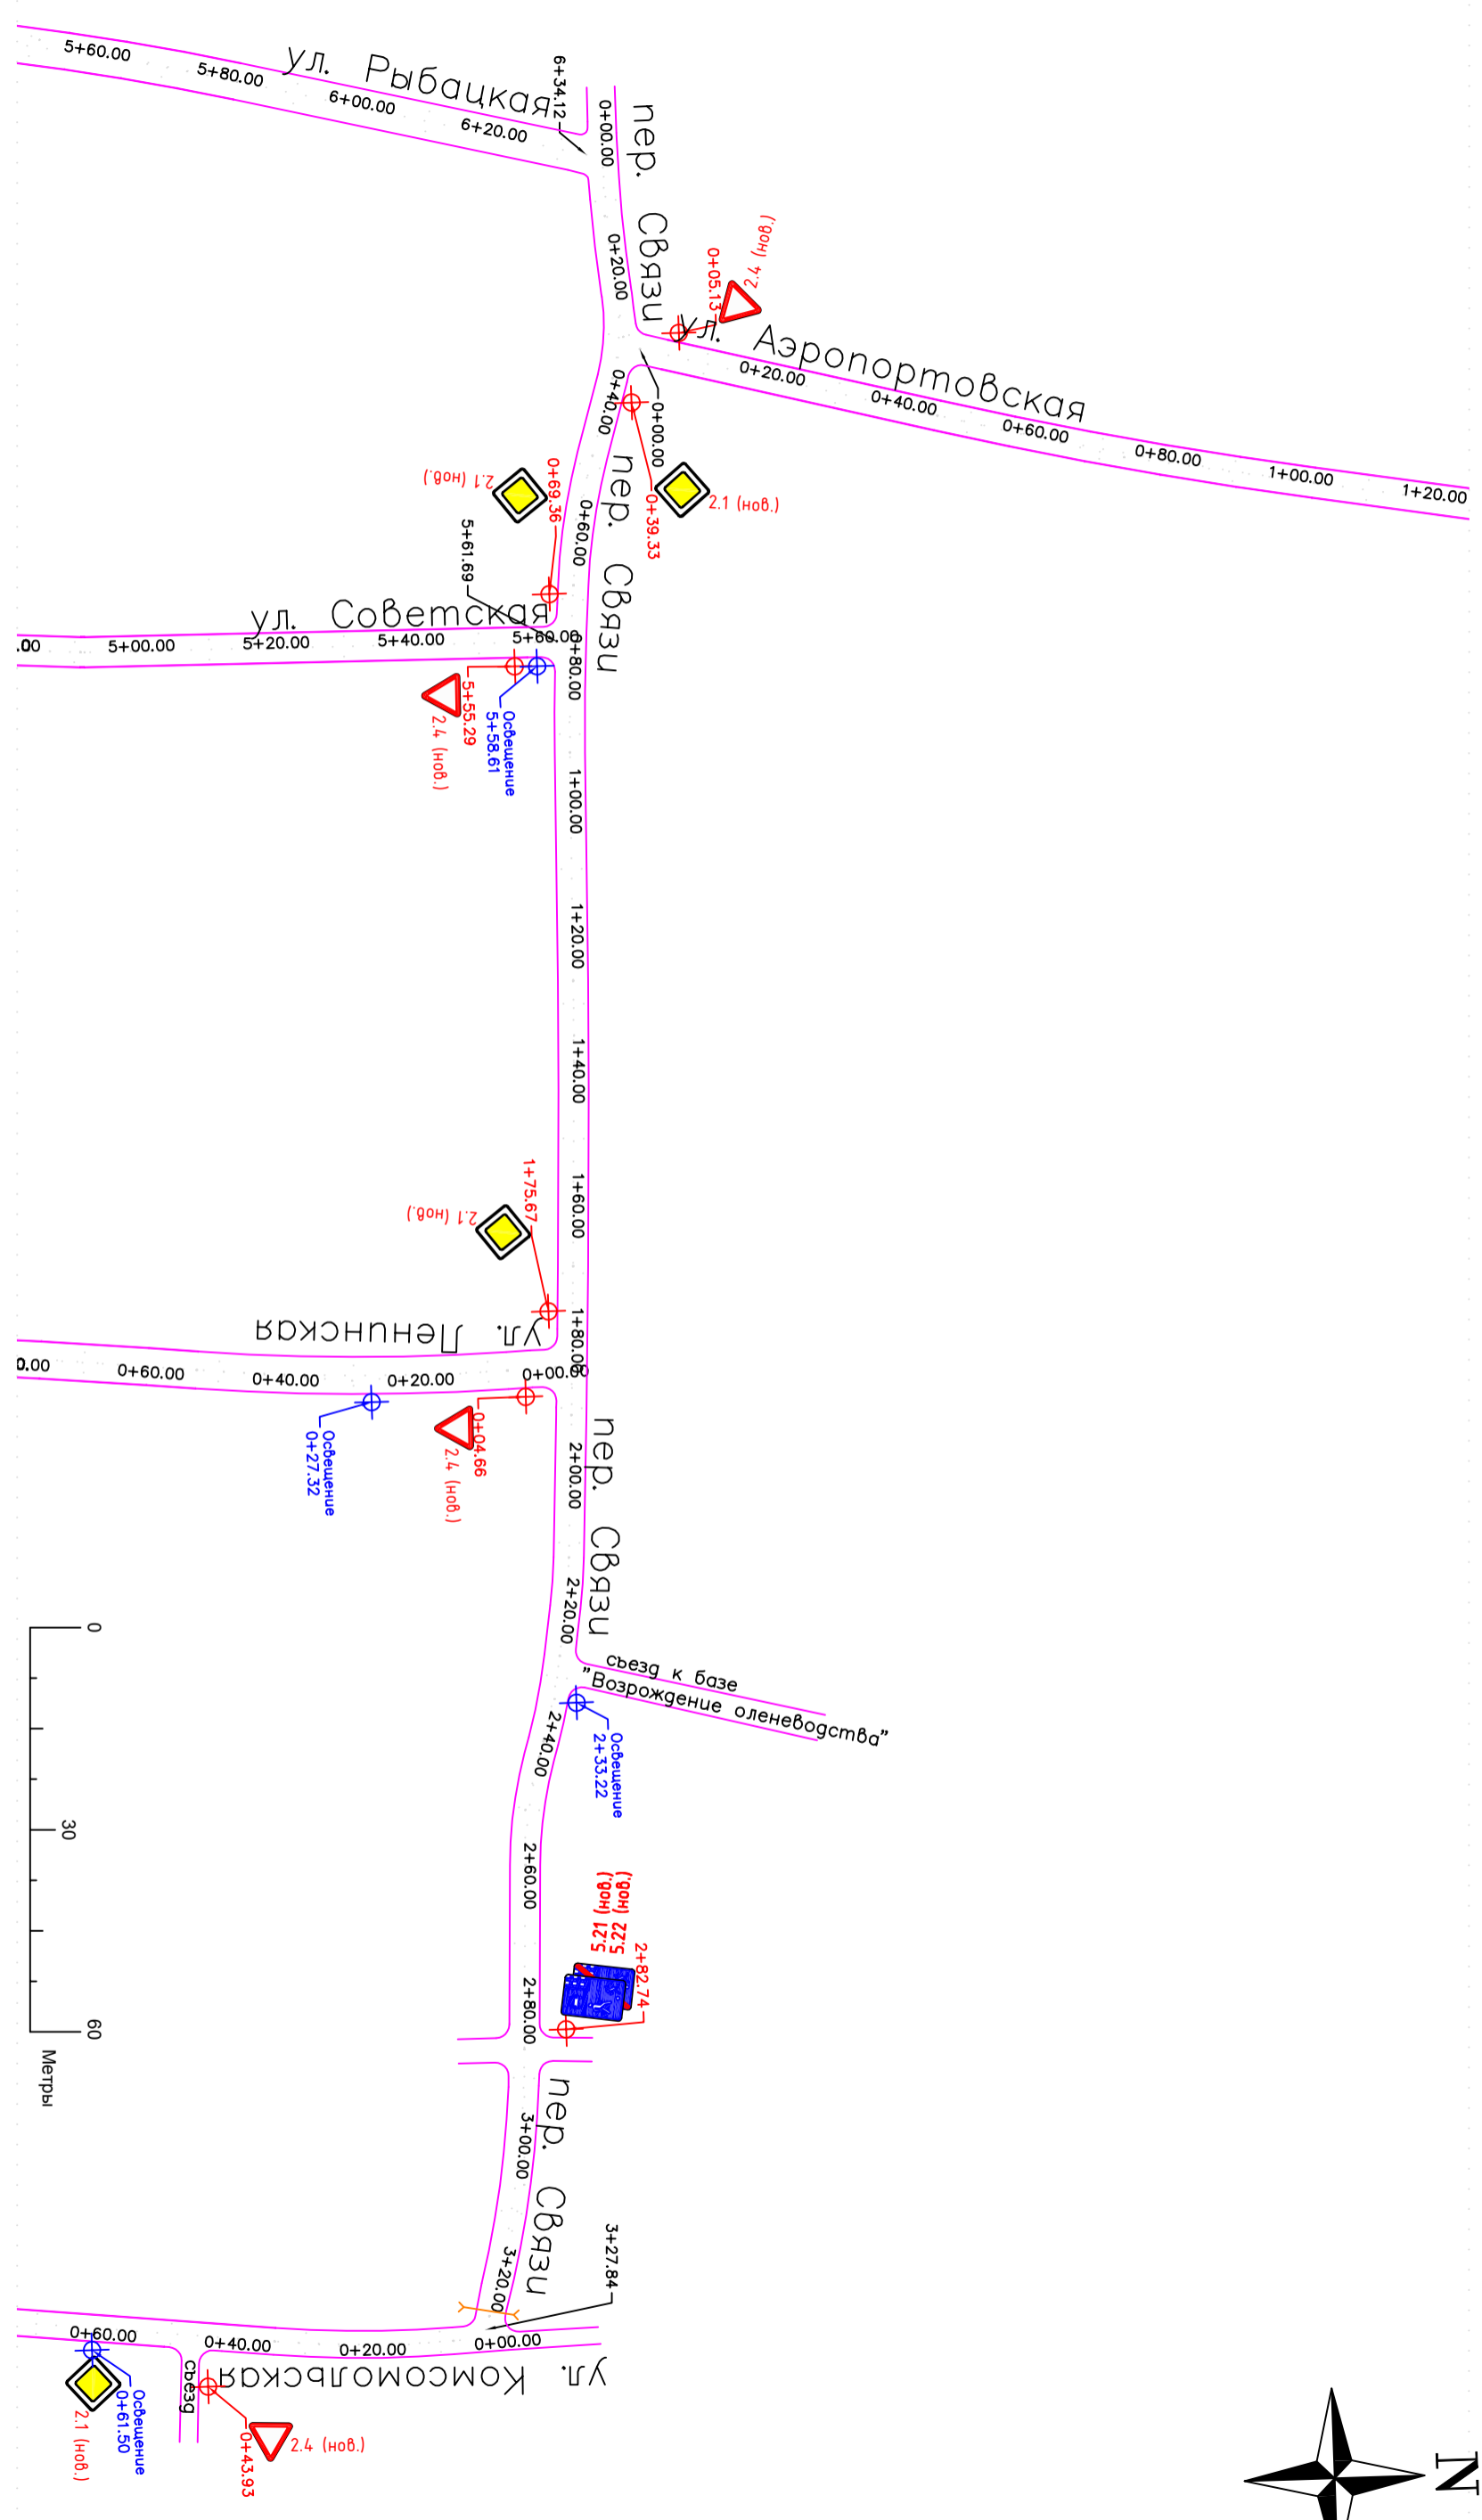 5+60.00
5+80.00
ул. Рыбацкая
6+00.00
6+20.00
6+34.12
0+00.00
пер. Связи
0+20.00
0+05.13
2.4 (нов.)
ул. Аэропортовская
0+20.00
0+40.00
0+60.00
0+80.00
1+00.00
1+20.00
0+40.00
0+00.00
0+39.33
2.1 (нов.)
2.1 (нов.)
0+69.36
пер. Связи
0+60.00
5+61.69
ул. Советская
.00
5+00.00
5+20.00
5+40.00
5+60.00
0+80.00
5+55.29
2.4 (нов.)
Освещение
5+58.61
1+00.00
1+20.00
1+40.00
1+60.00
1+75.67
2.1 (нов.)
1+80.00
ул. Ленинская
0.00
0+60.00
0+40.00
0+20.00
0+00.00
0+04.66
2.4 (нов.)
Освещение
0+27.32
пер. Связи
2+00.00
2+20.00
съезд к базе
"Возрождение оленеводства"
Освещение
2+33.22
2+40.00
2+60.00
5.22 (нов.)
5.21 (нов.)
2+82.74
2+80.00
0
30
60
Метры
пер. Связи
3+00.00
3+20.00
3+27.84
0+60.00
0+40.00
0+20.00
0+00.00
ул. Комсомольская
съезд
0+43.93
2.4 (нов.)
Освещение
0+61.50
2.1 (нов.)
N